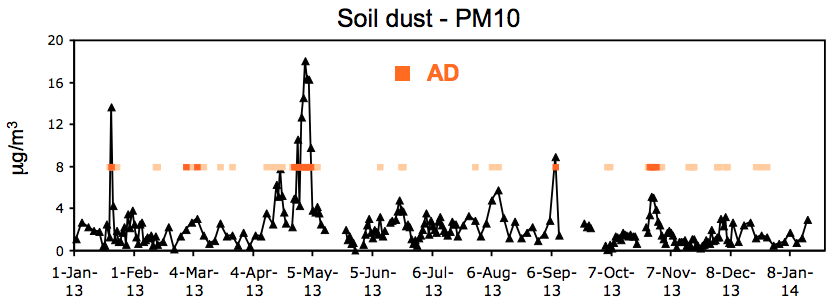 Soil dust - PM10
20
16
12
8
4
0
µg/m³
AD
1-Jan-13
1-Feb-13
4-Mar-13
4-Apr-13
5-May-13
5-Jun-13
6-Jul-13
6-Aug-13
6-Sep-13
7-Oct-13
7-Nov-13
8-Dec-13
8-Jan-14